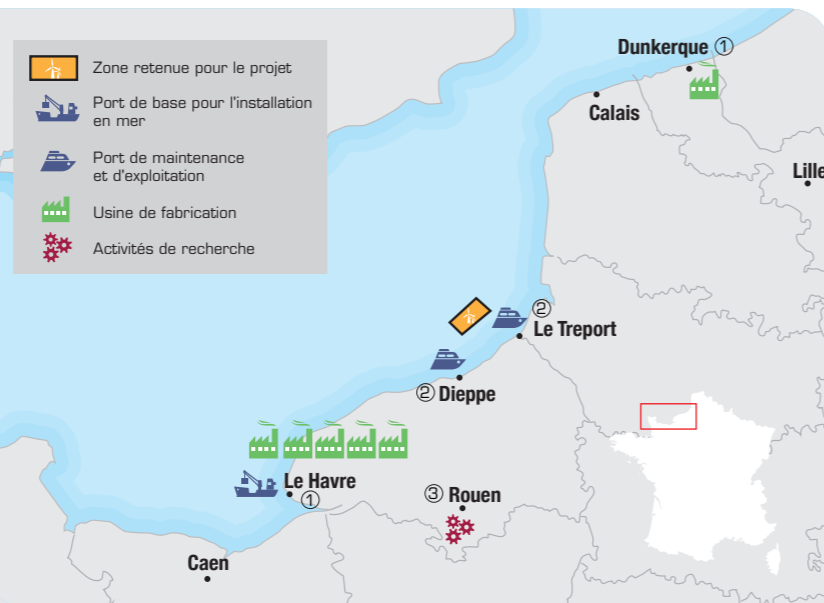 Zone retenue pour le projet
Port de base pour l'installation
en mer
Port de maintenance
et d'exploitation
Usine de fabrication
Activités de recherche
Dunkerque ①
Calais
Lille
②
Le Treport
② Dieppe
Le Havre
①
③ Rouen
Caen